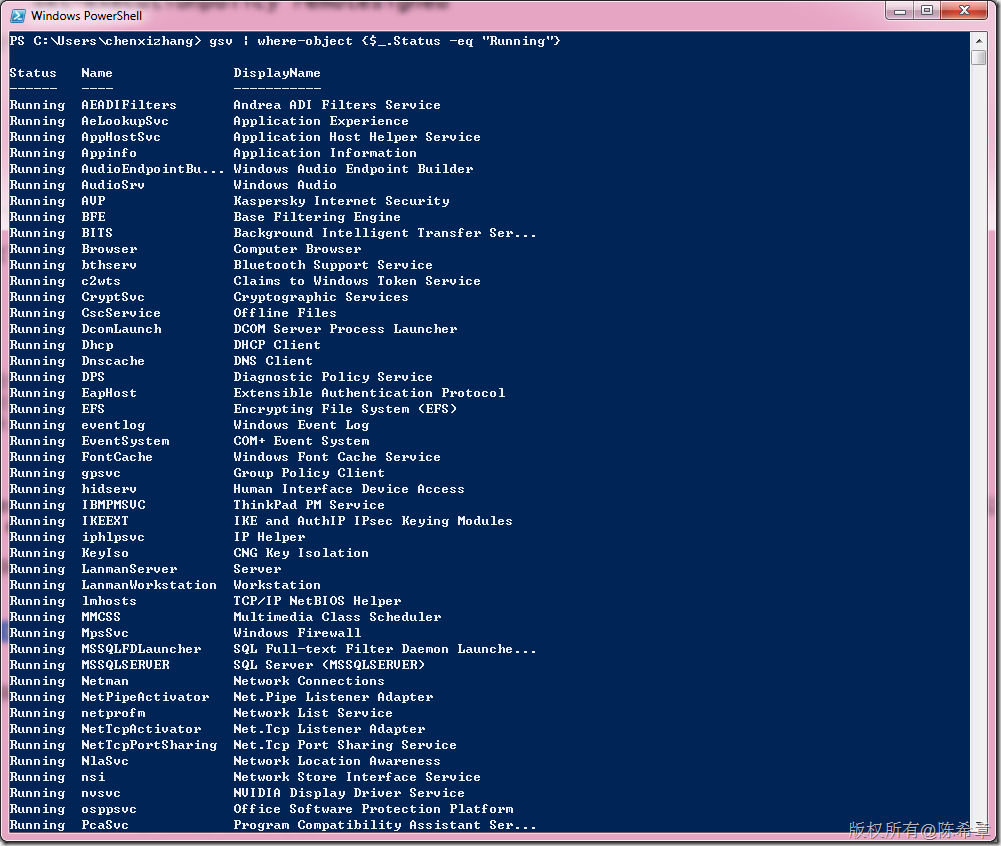 Windows PowerShell
PS C:\Users\chenxizhang> gsv | where-object {$_.Status -eq "Running"}
Status Name DisplayName
------ ---- -----------
Running AEADIFilters Andrea ADI Filters Service
Running AeLookupSvc Application Experience
Running AppHostSvc Application Host Helper Service
Running Appinfo Application Information
Running AudioEndpointBu... Windows Audio Endpoint Builder
Running AudioSrv Windows Audio
Running AVP Kaspersky Internet Security
Running BFE Base Filtering Engine
Running BITS Background Intelligent Transfer Ser...
Running Browser Computer Browser
Running bthserv Bluetooth Support Service
Running c2wts Claims to Windows Token Service
Running CryptSvc Cryptographic Services
Running CscService Offline Files
Running DcomLaunch DCOM Server Process Launcher
Running Dhcp DHCP Client
Running Dnscache DNS Client
Running DPS Diagnostic Policy Service
Running EapHost Extensible Authentication Protocol
Running EFS Encrypting File System (EFS)
Running eventlog Windows Event Log
Running EventSystem COM+ Event System
Running FontCache Windows Font Cache Service
Running gpsvc Group Policy Client
Running hidserv Human Interface Device Access
Running IBMPMSVC ThinkPad PM Service
Running IKEEXT IKE and AuthIP IPsec Keying Modules
Running iphlpsvc IP Helper
Running KeyIso CNG Key Isolation
Running LanmanServer Server
Running LanmanWorkstation Workstation
Running lmhosts TCP/IP NetBIOS Helper
Running MMCSS Multimedia Class Scheduler
Running MpsSvc Windows Firewall
Running MSSQLFDLauncher SQL Full-text Filter Daemon Launche...
Running MSSQLSERVER SQL Server (MSSQLSERVER)
Running Netman Network Connections
Running NetPipeActivator Net.Pipe Listener Adapter
Running netprofm Network List Service
Running NetTcpActivator Net.Tcp Listener Adapter
Running NetTcpPortSharing Net.Tcp Port Sharing Service
Running NlaSvc Network Location Awareness
Running nsi Network Store Interface Service
Running nvsvc NVIDIA Display Driver Service
Running osppsvc Office Software Protection Platform
Running PcaSvc Program Compatibility Assistant Ser...
版权所有@陈希章